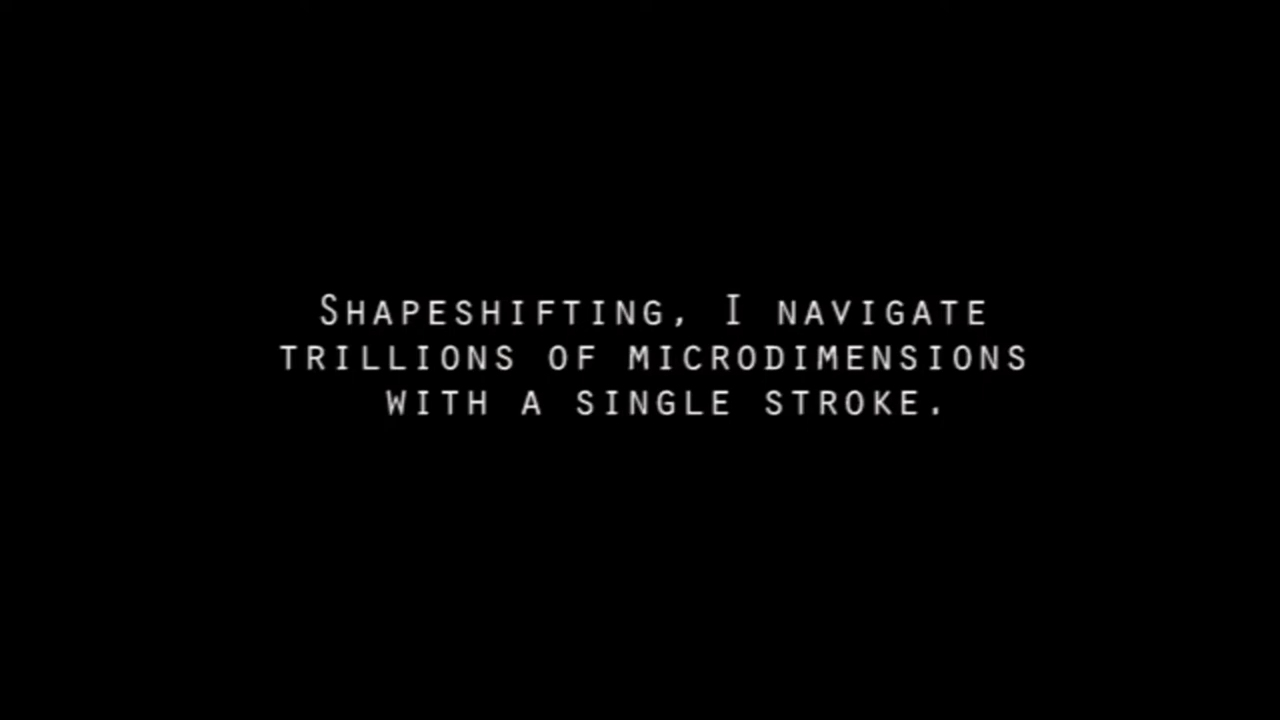 Shapeshifting, I navigate
trillions of microdimensions
with a single stroke.